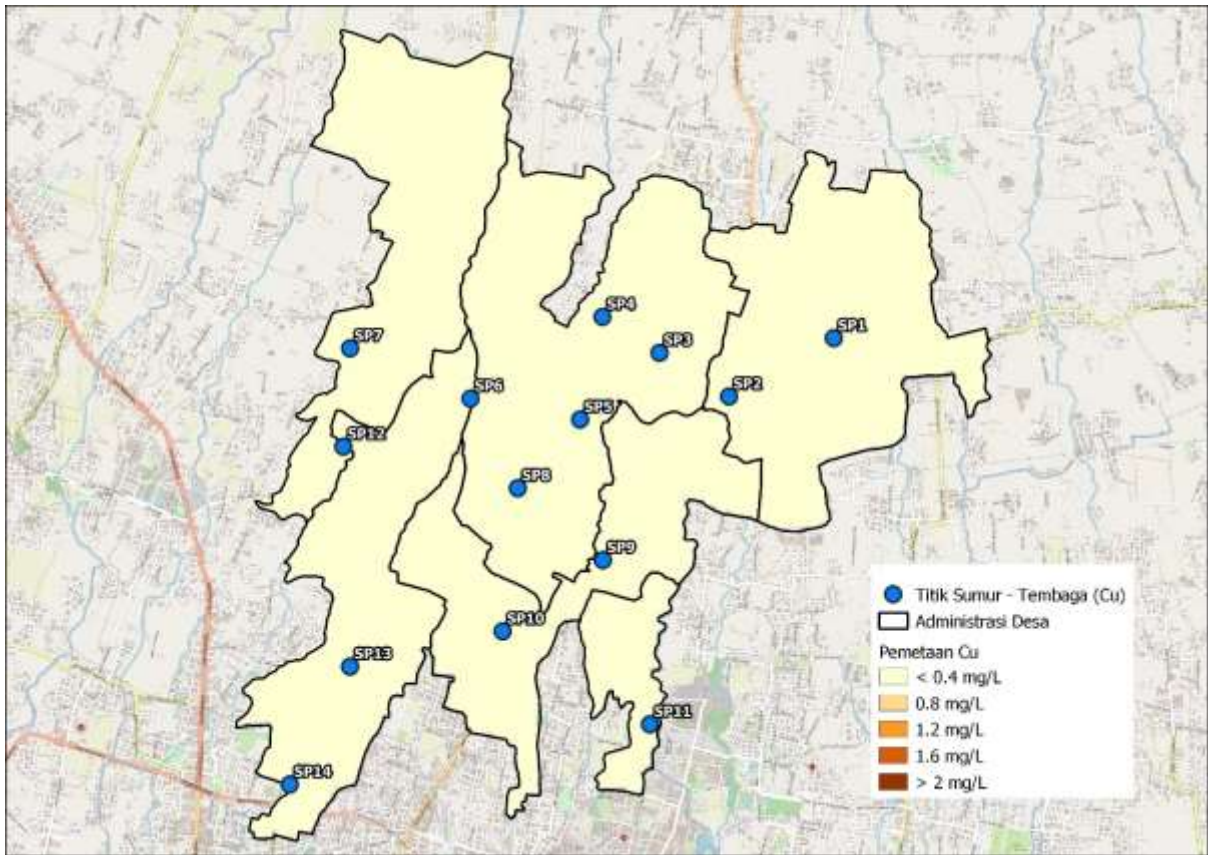 SP4
SP1
SP7
SP3
SP6
SP2
SP5
SP12
SP8
SP9
SP10
SP13
SP11
SP14
Titik Sumur - Tembaga (Cu)
Administrasi Desa
Pemetaan Cu
< 0.4 mg/L
0.8 mg/L
1.2 mg/L
1.6 mg/L
> 2 mg/L